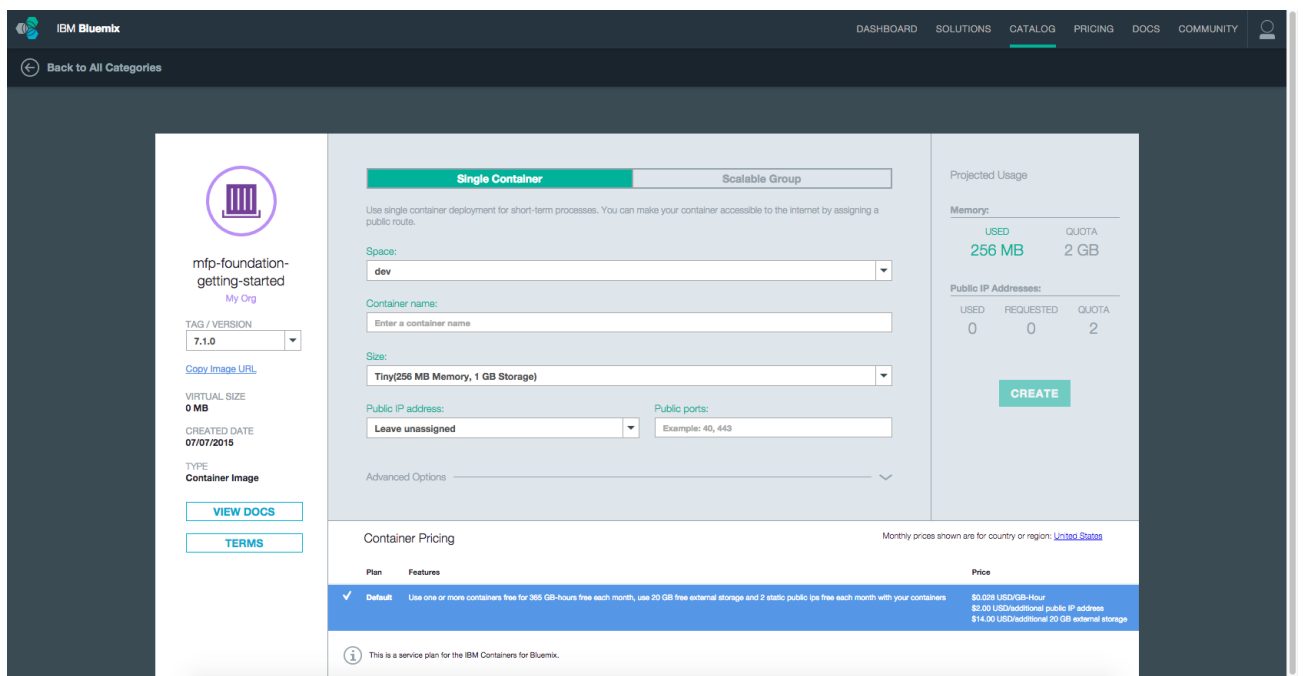 IBM Bluemix
DASHBOARD SOLUTIONS CATALOG PRICING DOCS COMMUNITY
Back to All Categories
mfp-foundation-
getting-started
My Org
TAG / VERSION
7.1.0
Copy Image URL
VIRTUAL SIZE
0 MB
CREATED DATE
07/07/2015
TYPE
Container Image
VIEW DOCS
TERMS
Single Container Scalable Group
Use single container deployment for short-term processes. You can make your container accessible to the internet by assigning a
public route.
Space:
dev
Container name:
Enter a container name
Size:
Tiny(256 MB Memory, 1 GB Storage)
Public IP address: Public ports:
Leave unassigned Example: 40, 443
Advanced Options
Projected Usage
Memory:
USED QUOTA
256 MB 2 GB
Public IP Addresses:
USED REQUESTED QUOTA
0 0 2
CREATE
Container Pricing Monthly prices shown are for country or region: United States
Plan Features Price
Default Use one or more containers free for 365 GB-hours free each month, use 20 GB free external storage and 2 static public ips free each month with your containers $0.028 USD/GB-Hour
$2.00 USD/additional public IP address
$14.00 USD/additional 20 GB external storage
This is a service plan for the IBM Containers for Bluemix.